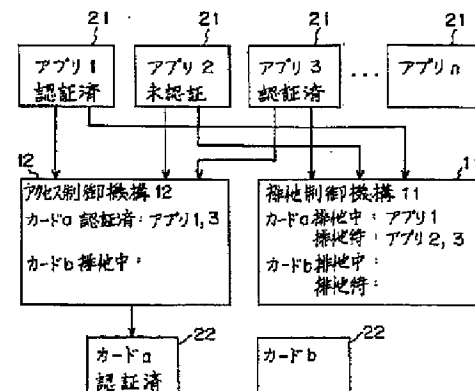 21 21 21 21
アプリ1 アプリ2 アプリ3 ... アプリn
認証済 未認証 認証済
12 11
アクセス制御機構12 排他制御機構11
カードa 認証済:アプリ1,3 カードa排他中:アプリ1
排他待:アプリ2,3
カードb 排他中: カードb排他中:
排他待:
22 22
カードa カードb
認証済